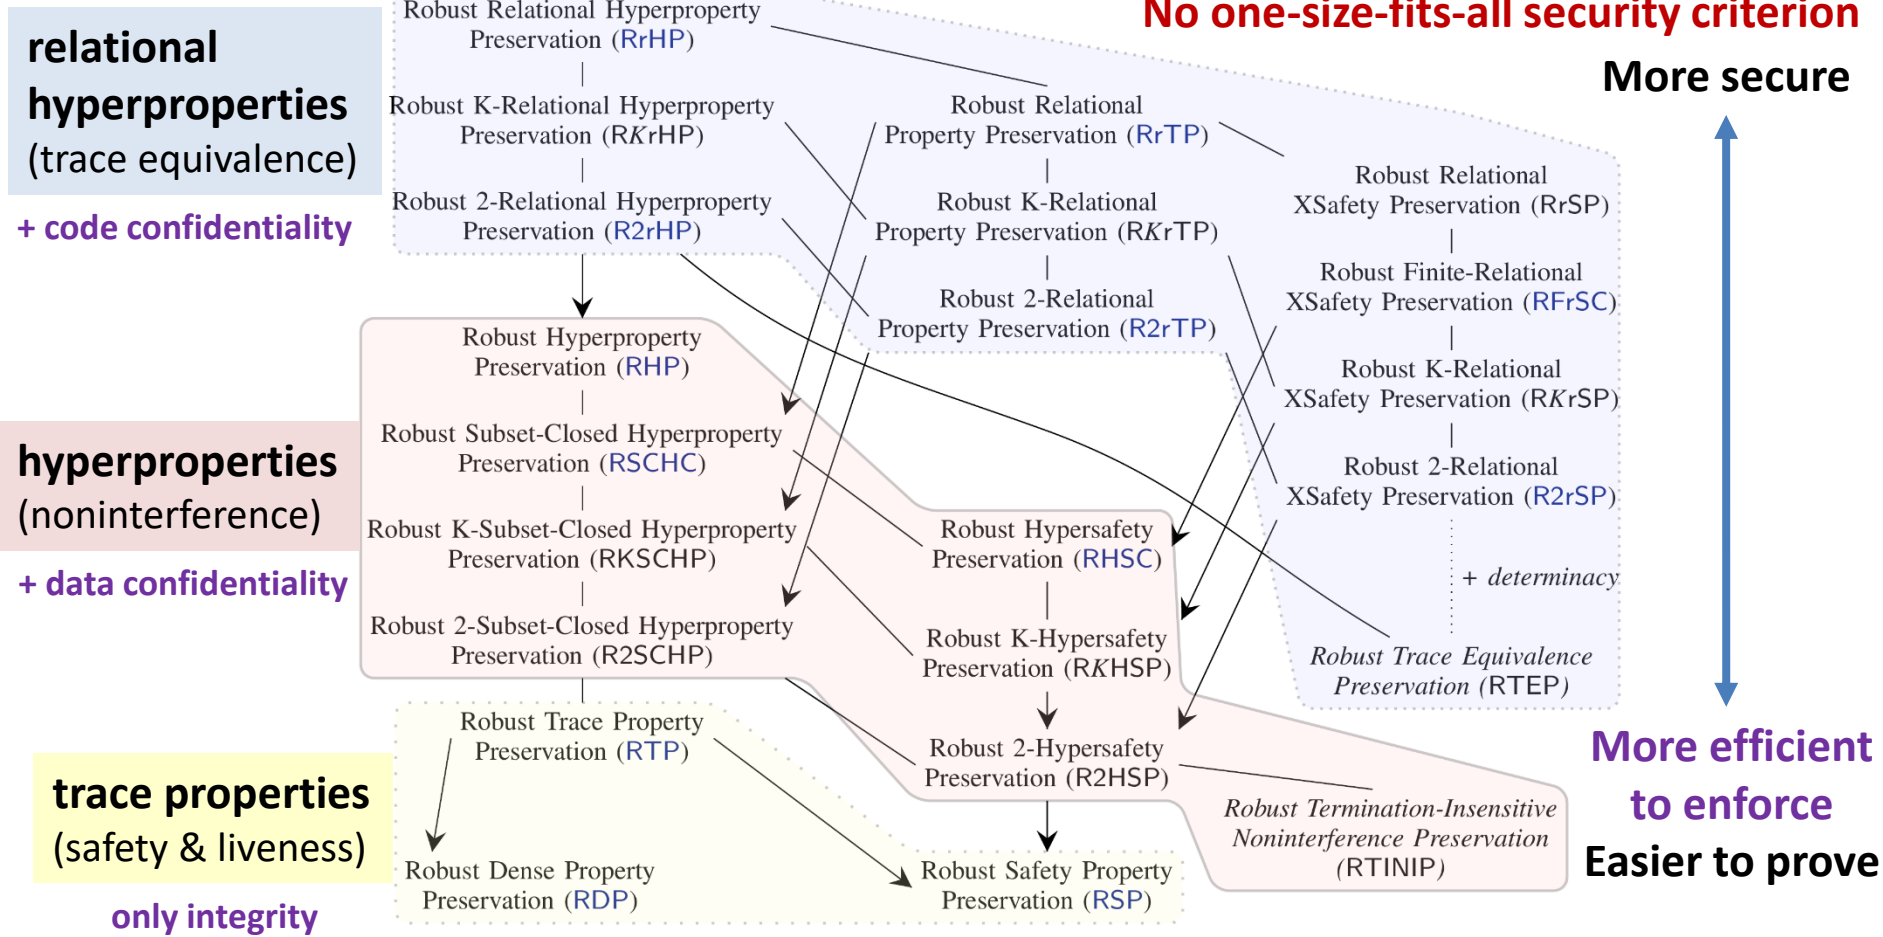 No one-size-fits-all security criterion
More secure
More efficient
to enforce
Easier to prove
relational
hyperproperties
(trace equivalence)
+ code confidentiality
hyperproperties
(noninterference)
+ data confidentiality
trace properties
(safety & liveness)
only integrity
Robust Relational Hyperproperty
Preservation (RrHP)
Robust K-Relational Hyperproperty
Preservation (RKrHP)
Robust 2-Relational Hyperproperty
Preservation (R2rHP)
Robust Relational
Property Preservation (RrTP)
Robust K-Relational
Property Preservation (RKrTP)
Robust 2-Relational
Property Preservation (R2rTP)
Robust Relational
XSafety Preservation (RrSP)
Robust Finite-Relational
XSafety Preservation (RFrSC)
Robust K-Relational
XSafety Preservation (RKrSP)
Robust 2-Relational
XSafety Preservation (R2rSP)
+ determinacy
Robust Trace Equivalence
Preservation (RTEP)
Robust Hyperproperty
Preservation (RHP)
Robust Subset-Closed Hyperproperty
Preservation (RSCHC)
Robust K-Subset-Closed Hyperproperty
Preservation (RKSCHP)
Robust 2-Subset-Closed Hyperproperty
Preservation (R2SCHP)
Robust Hypersafety
Preservation (RHSC)
Robust K-Hypersafety
Preservation (RKHSP)
Robust 2-Hypersafety
Preservation (R2HSP)
Robust Termination-Insensitive
Noninterference Preservation
(RTINIP)
Robust Trace Property
Preservation (RTP)
Robust Dense Property
Preservation (RDP)
Robust Safety Property
Preservation (RSP)